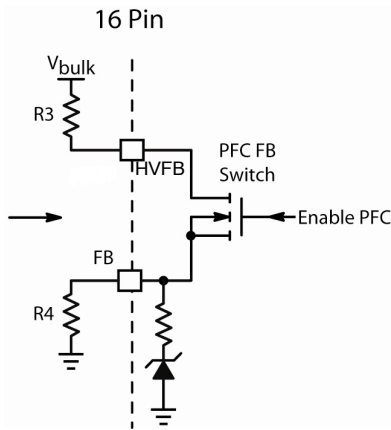 16 Pin
Vbulk
R3
HVFB
PFC FB
Switch
Enable PFC
FB
R4